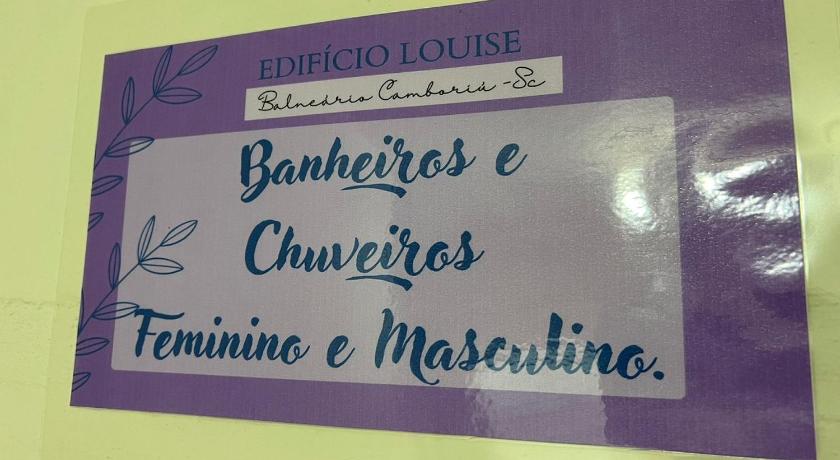 EDIFÍCIO LOUISE
Balneário Camboriú - Sc
Banheiros e
Chuveiros
Feminino e Masculino.